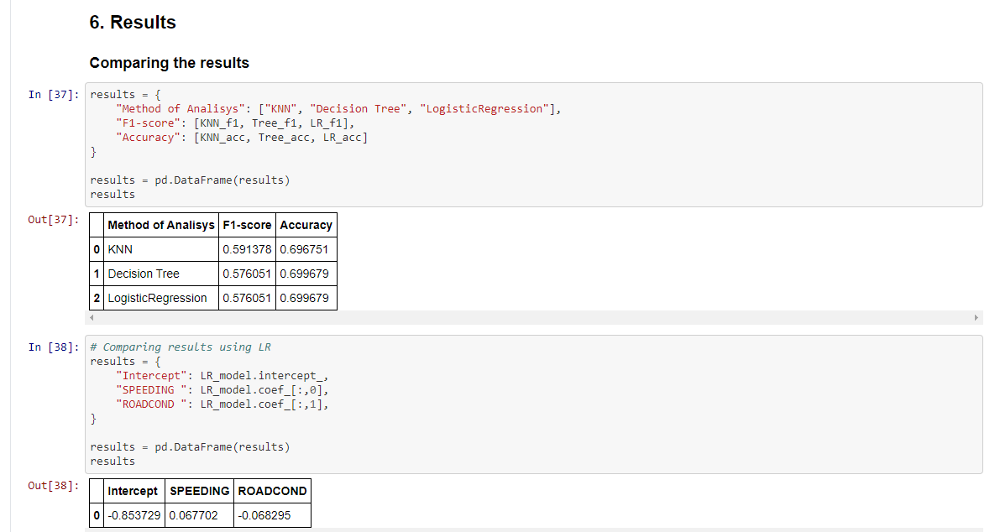 6. Results
Comparing the results
In [37]:
results = {
    "Method of Analisys": ["KNN", "Decision Tree", "LogisticRegression"],
    "F1-score": [KNN_f1, Tree_f1, LR_f1],
    "Accuracy": [KNN_acc, Tree_acc, LR_acc]
}
results = pd.DataFrame(results)
results
Out[37]:
Method of Analisys F1-score Accuracy
0 KNN 0.591378 0.696751
1 Decision Tree 0.576051 0.699679
2 LogisticRegression 0.576051 0.699679
In [38]:
# Comparing results using LR
results = {
    "Intercept": LR_model.intercept_,
    "SPEEDING ": LR_model.coef_[:,0],
    "ROADCOND ": LR_model.coef_[:,1],
}
results = pd.DataFrame(results)
results
Out[38]:
Intercept SPEEDING ROADCOND
0 -0.853729 0.067702 -0.068295